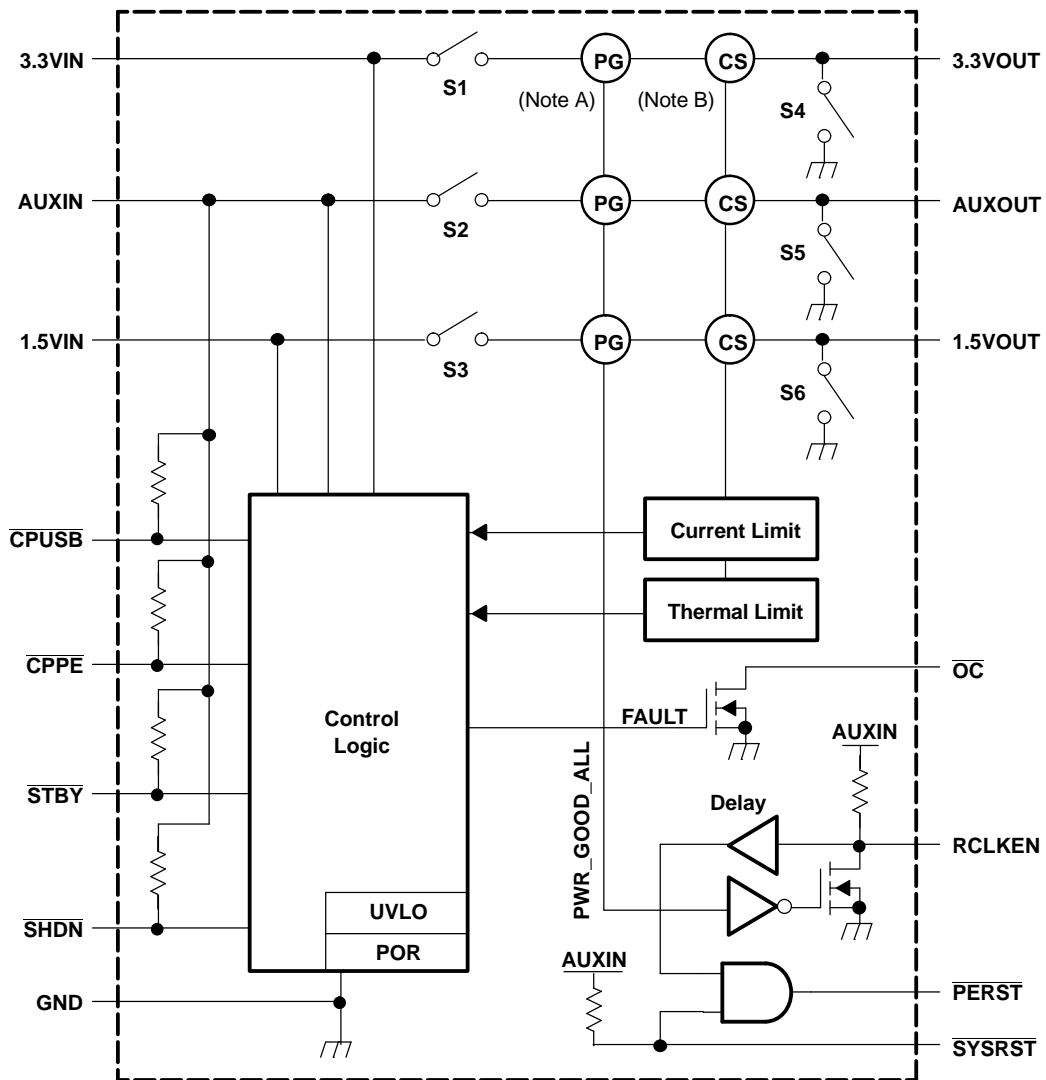 3.3VIN
S1
PG
(Note A)
CS
(Note B)
S4
3.3VOUT
AUXIN
S2
PG
CS
S5
AUXOUT
1.5VIN
S3
PG
CS
S6
1.5VOUT
CPUSB
CPPE
STBY
SHDN
GND
Control
Logic
UVLO
POR
Current Limit
Thermal Limit
FAULT
OC
PWR_GOOD_ALL
AUXIN
Delay
RCLKEN
AUXIN
PERST
SYSRST